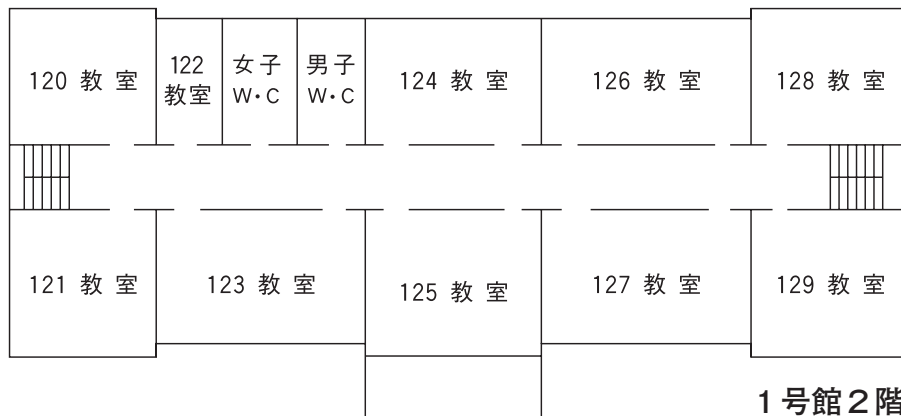 120 教 室
122
教室
女 子
W・C
男 子
W・C
124 教 室
126 教 室
128 教 室
121 教 室
123 教 室
125 教 室
127 教 室
129 教 室
1号館2階